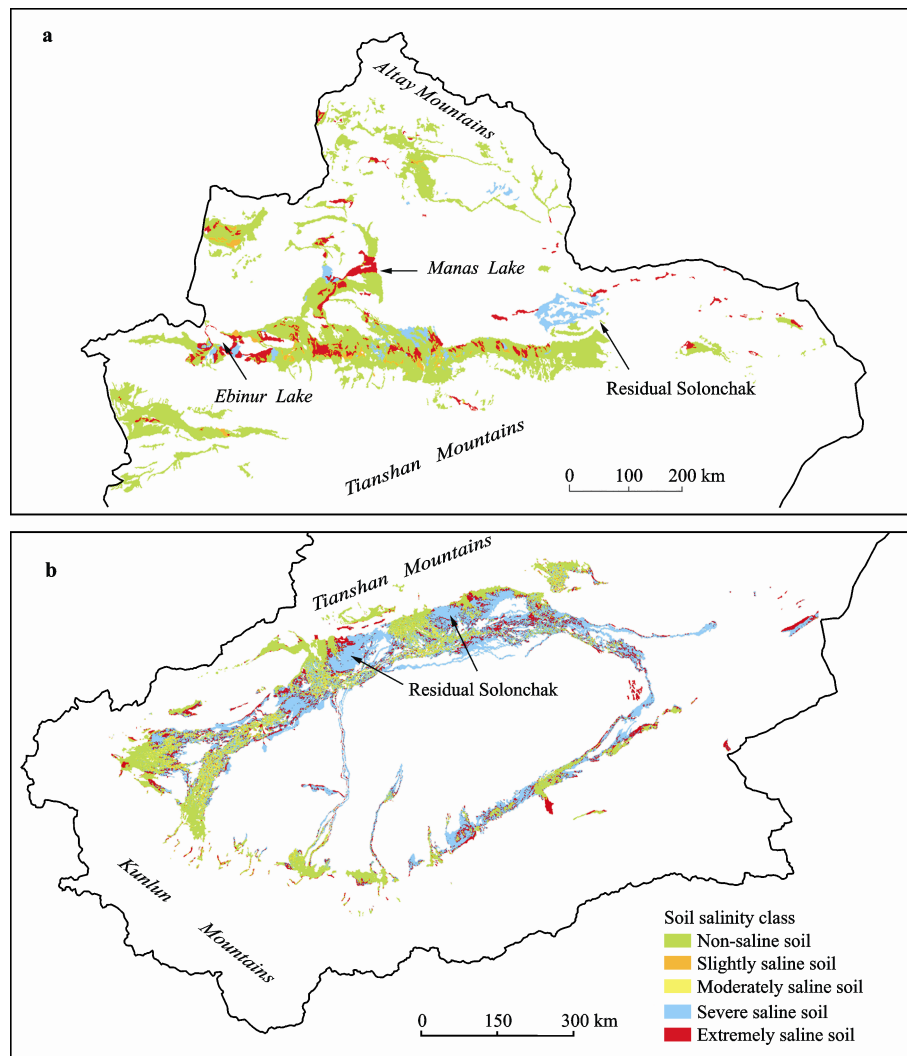 a
Altay Mountains
Manas Lake
Residual Solonchak
Ebinur Lake
Tianshan Mountains
0 100 200 km
b
Tianshan Mountains
Residual Solonchak
Kunlun Mountains
Soil salinity class
Non-saline soil
Slightly saline soil
Moderately saline soil
Severe saline soil
Extremely saline soil
0 150 300 km